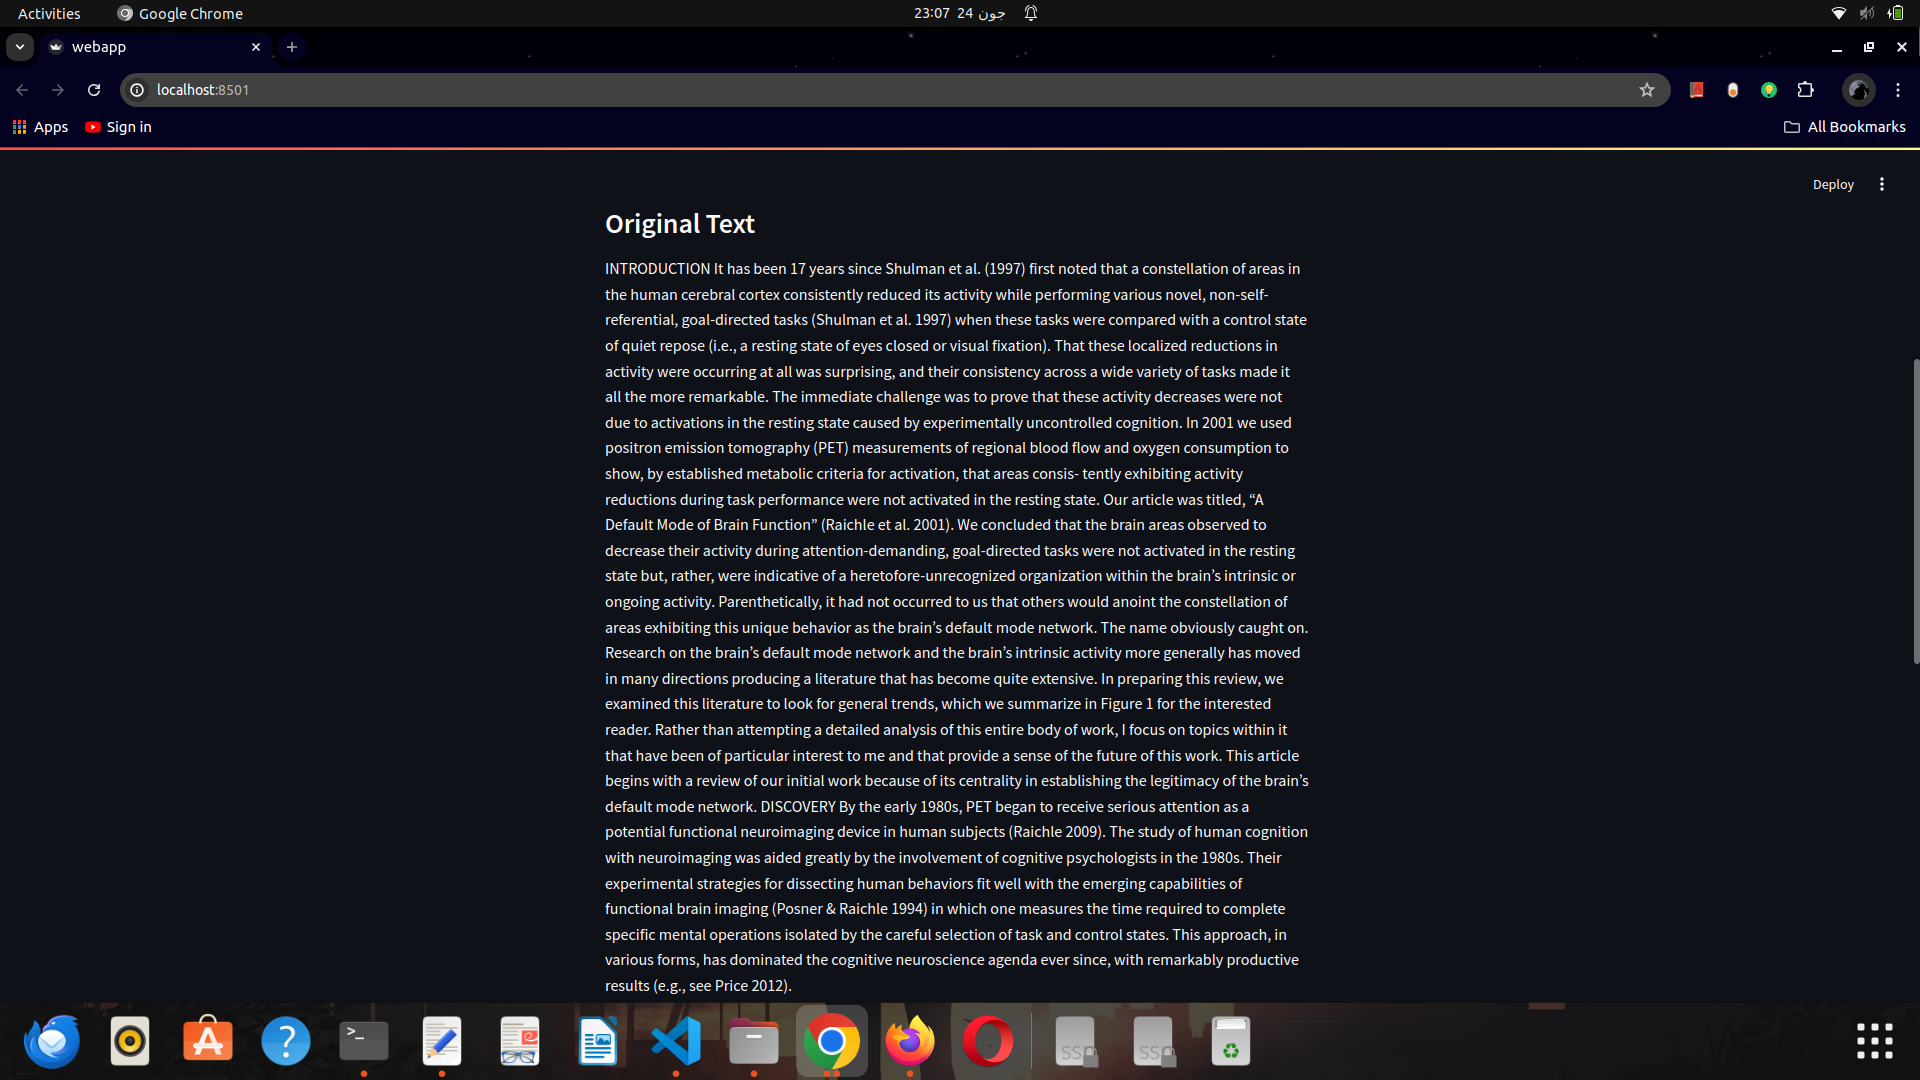 Activities
Google Chrome
23:07 24 جون
webapp
localhost:8501
Apps
Sign in
All Bookmarks
Deploy
Original Text
INTRODUCTION It has been 17 years since Shulman et al. (1997) first noted that a constellation of areas in
the human cerebral cortex consistently reduced its activity while performing various novel, non-self-
referential, goal-directed tasks (Shulman et al. 1997) when these tasks were compared with a control state
of quiet repose (i.e., a resting state of eyes closed or visual fixation). That these localized reductions in
activity were occurring at all was surprising, and their consistency across a wide variety of tasks made it
all the more remarkable. The immediate challenge was to prove that these activity decreases were not
due to activations in the resting state caused by experimentally uncontrolled cognition. In 2001 we used
positron emission tomography (PET) measurements of regional blood flow and oxygen consumption to
show, by established metabolic criteria for activation, that areas consis- tently exhibiting activity
reductions during task performance were not activated in the resting state. Our article was titled, “A
Default Mode of Brain Function” (Raichle et al. 2001). We concluded that the brain areas observed to
decrease their activity during attention-demanding, goal-directed tasks were not activated in the resting
state but, rather, were indicative of a heretofore-unrecognized organization within the brain’s intrinsic or
ongoing activity. Parenthetically, it had not occurred to us that others would anoint the constellation of
areas exhibiting this unique behavior as the brain’s default mode network. The name obviously caught on.
Research on the brain’s default mode network and the brain’s intrinsic activity more generally has moved
in many directions producing a literature that has become quite extensive. In preparing this review, we
examined this literature to look for general trends, which we summarize in Figure 1 for the interested
reader. Rather than attempting a detailed analysis of this entire body of work, I focus on topics within it
that have been of particular interest to me and that provide a sense of the future of this work. This article
begins with a review of our initial work because of its centrality in establishing the legitimacy of the brain’s
default mode network. DISCOVERY By the early 1980s, PET began to receive serious attention as a
potential functional neuroimaging device in human subjects (Raichle 2009). The study of human cognition
with neuroimaging was aided greatly by the involvement of cognitive psychologists in the 1980s. Their
experimental strategies for dissecting human behaviors fit well with the emerging capabilities of
functional brain imaging (Posner & Raichle 1994) in which one measures the time required to complete
specific mental operations isolated by the careful selection of task and control states. This approach, in
various forms, has dominated the cognitive neuroscience agenda ever since, with remarkably productive
results (e.g., see Price 2012).
SSD
SSD